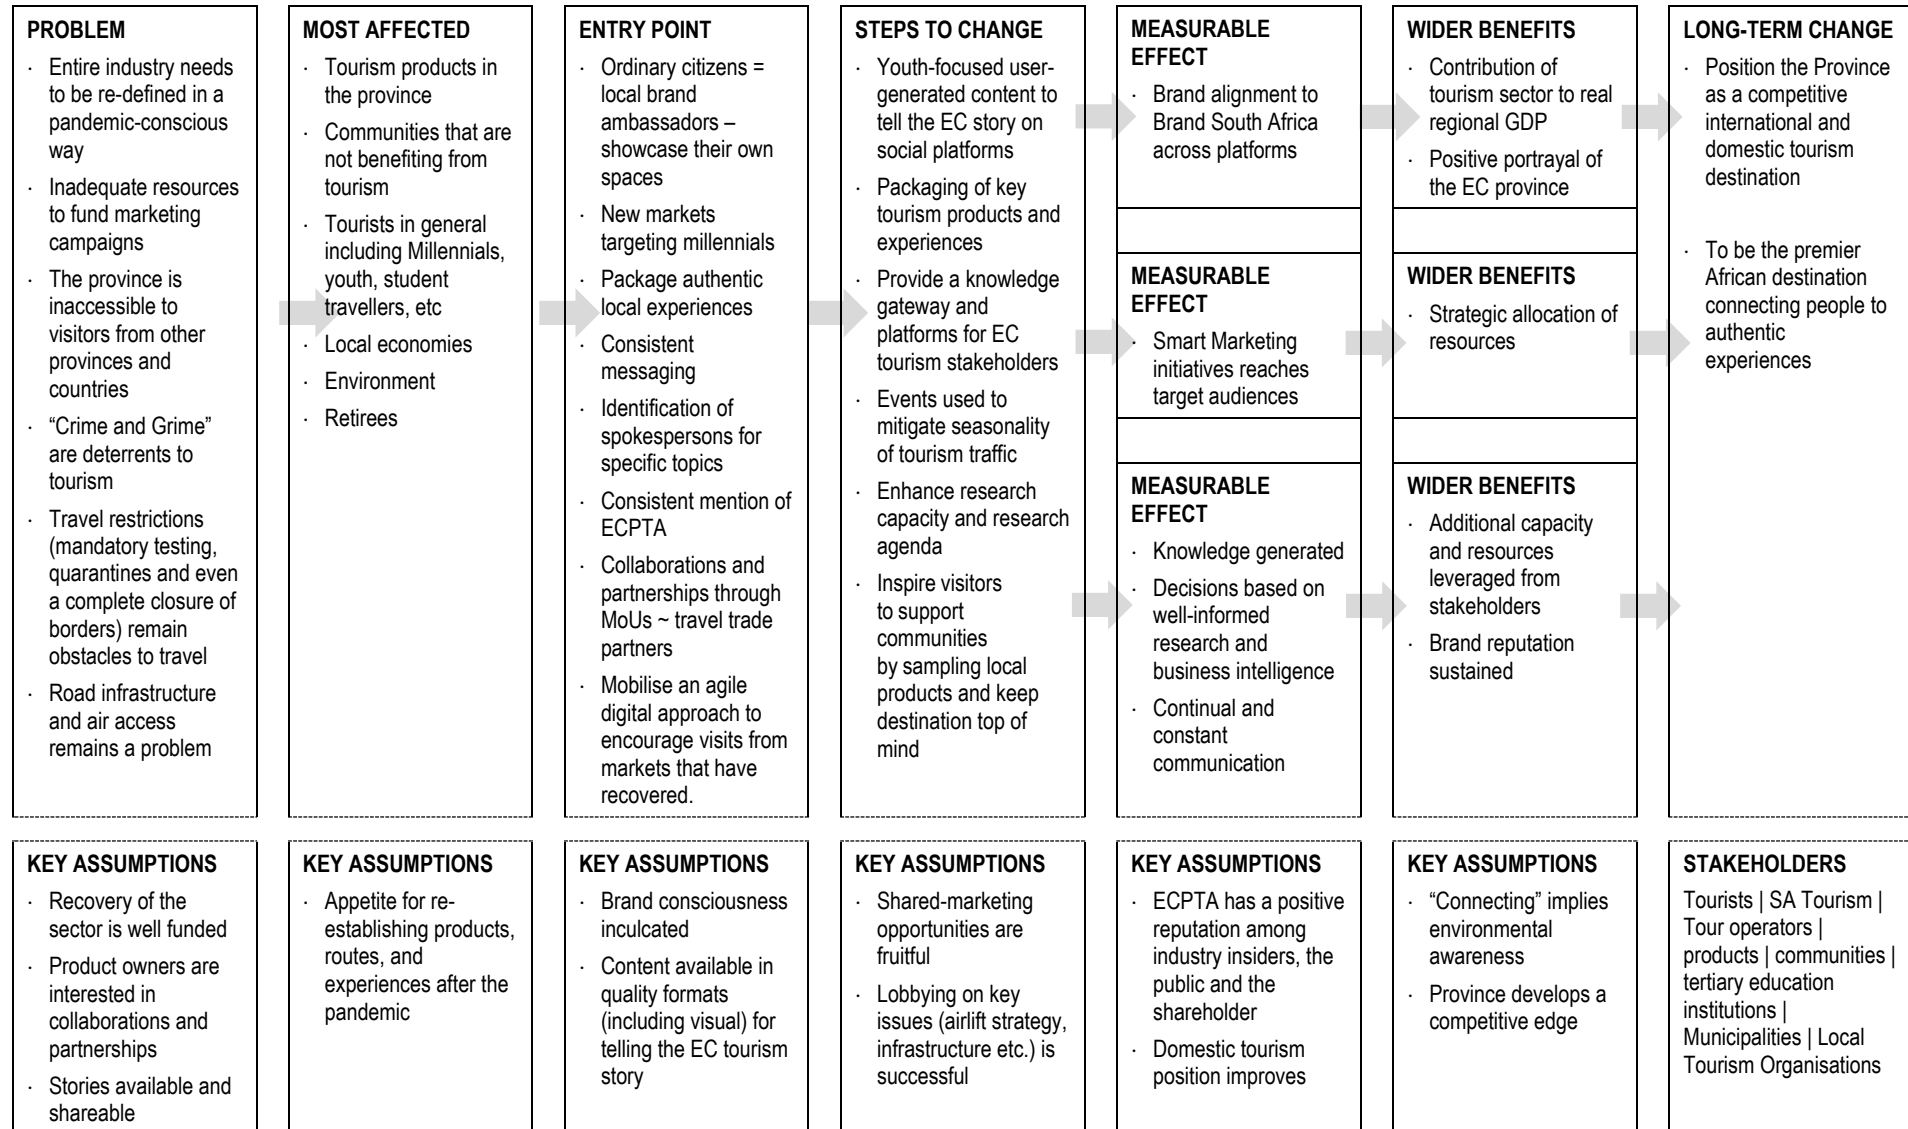 PROBLEM
· Entire industry needs
to be re-defined in a
pandemic-conscious
way
· Inadequate resources
to fund marketing
campaigns
· The province is
inaccessible to
visitors from other
provinces and
countries
· “Crime and Grime”
are deterrents to
tourism
· Travel restrictions
(mandatory testing,
quarantines and even
a complete closure of
borders) remain
obstacles to travel
· Road infrastructure
and air access
remains a problem
MOST AFFECTED
· Tourism products in
the province
· Communities that are
not benefiting from
tourism
· Tourists in general
including Millennials,
youth, student
travellers, etc
· Local economies
· Environment
· Retirees
ENTRY POINT
· Ordinary citizens =
local brand
ambassadors –
showcase their own
spaces
· New markets
targeting millennials
· Package authentic
local experiences
· Consistent
messaging
· Identification of
spokespersons for
specific topics
· Consistent mention of
ECPTA
· Collaborations and
partnerships through
MoUs ~ travel trade
partners
· Mobilise an agile
digital approach to
encourage visits from
markets that have
recovered.
STEPS TO CHANGE
· Youth-focused user-
generated content to
tell the EC story on
social platforms
· Packaging of key
tourism products and
experiences
· Provide a knowledge
gateway and
platforms for EC
tourism stakeholders
· Events used to
mitigate seasonality
of tourism traffic
· Enhance research
capacity and research
agenda
· Inspire visitors
to support
communities
by sampling local
products and keep
destination top of
mind
MEASURABLE
EFFECT
· Brand alignment to
Brand South Africa
across platforms
MEASURABLE
EFFECT
· Smart Marketing
initiatives reaches
target audiences
MEASURABLE
EFFECT
· Knowledge generated
· Decisions based on
well-informed
research and
business intelligence
· Continual and
constant
communication
WIDER BENEFITS
· Contribution of
tourism sector to real
regional GDP
· Positive portrayal of
the EC province
WIDER BENEFITS
· Strategic allocation of
resources
WIDER BENEFITS
· Additional capacity
and resources
leveraged from
stakeholders
· Brand reputation
sustained
LONG-TERM CHANGE
· Position the Province
as a competitive
international and
domestic tourism
destination
· To be the premier
African destination
connecting people to
authentic
experiences
KEY ASSUMPTIONS
· Recovery of the
sector is well funded
· Product owners are
interested in
collaborations and
partnerships
· Stories available and
shareable
KEY ASSUMPTIONS
· Appetite for re-
establishing products,
routes, and
experiences after the
pandemic
KEY ASSUMPTIONS
· Brand consciousness
inculcated
· Content available in
quality formats
(including visual) for
telling the EC tourism
story
KEY ASSUMPTIONS
· Shared-marketing
opportunities are
fruitful
· Lobbying on key
issues (airlift strategy,
infrastructure etc.) is
successful
KEY ASSUMPTIONS
· ECPTA has a positive
reputation among
industry insiders, the
public and the
shareholder
· Domestic tourism
position improves
KEY ASSUMPTIONS
· “Connecting” implies
environmental
awareness
· Province develops a
competitive edge
STAKEHOLDERS
Tourists | SA Tourism |
Tour operators |
products | communities |
tertiary education
institutions |
Municipalities | Local
Tourism Organisations